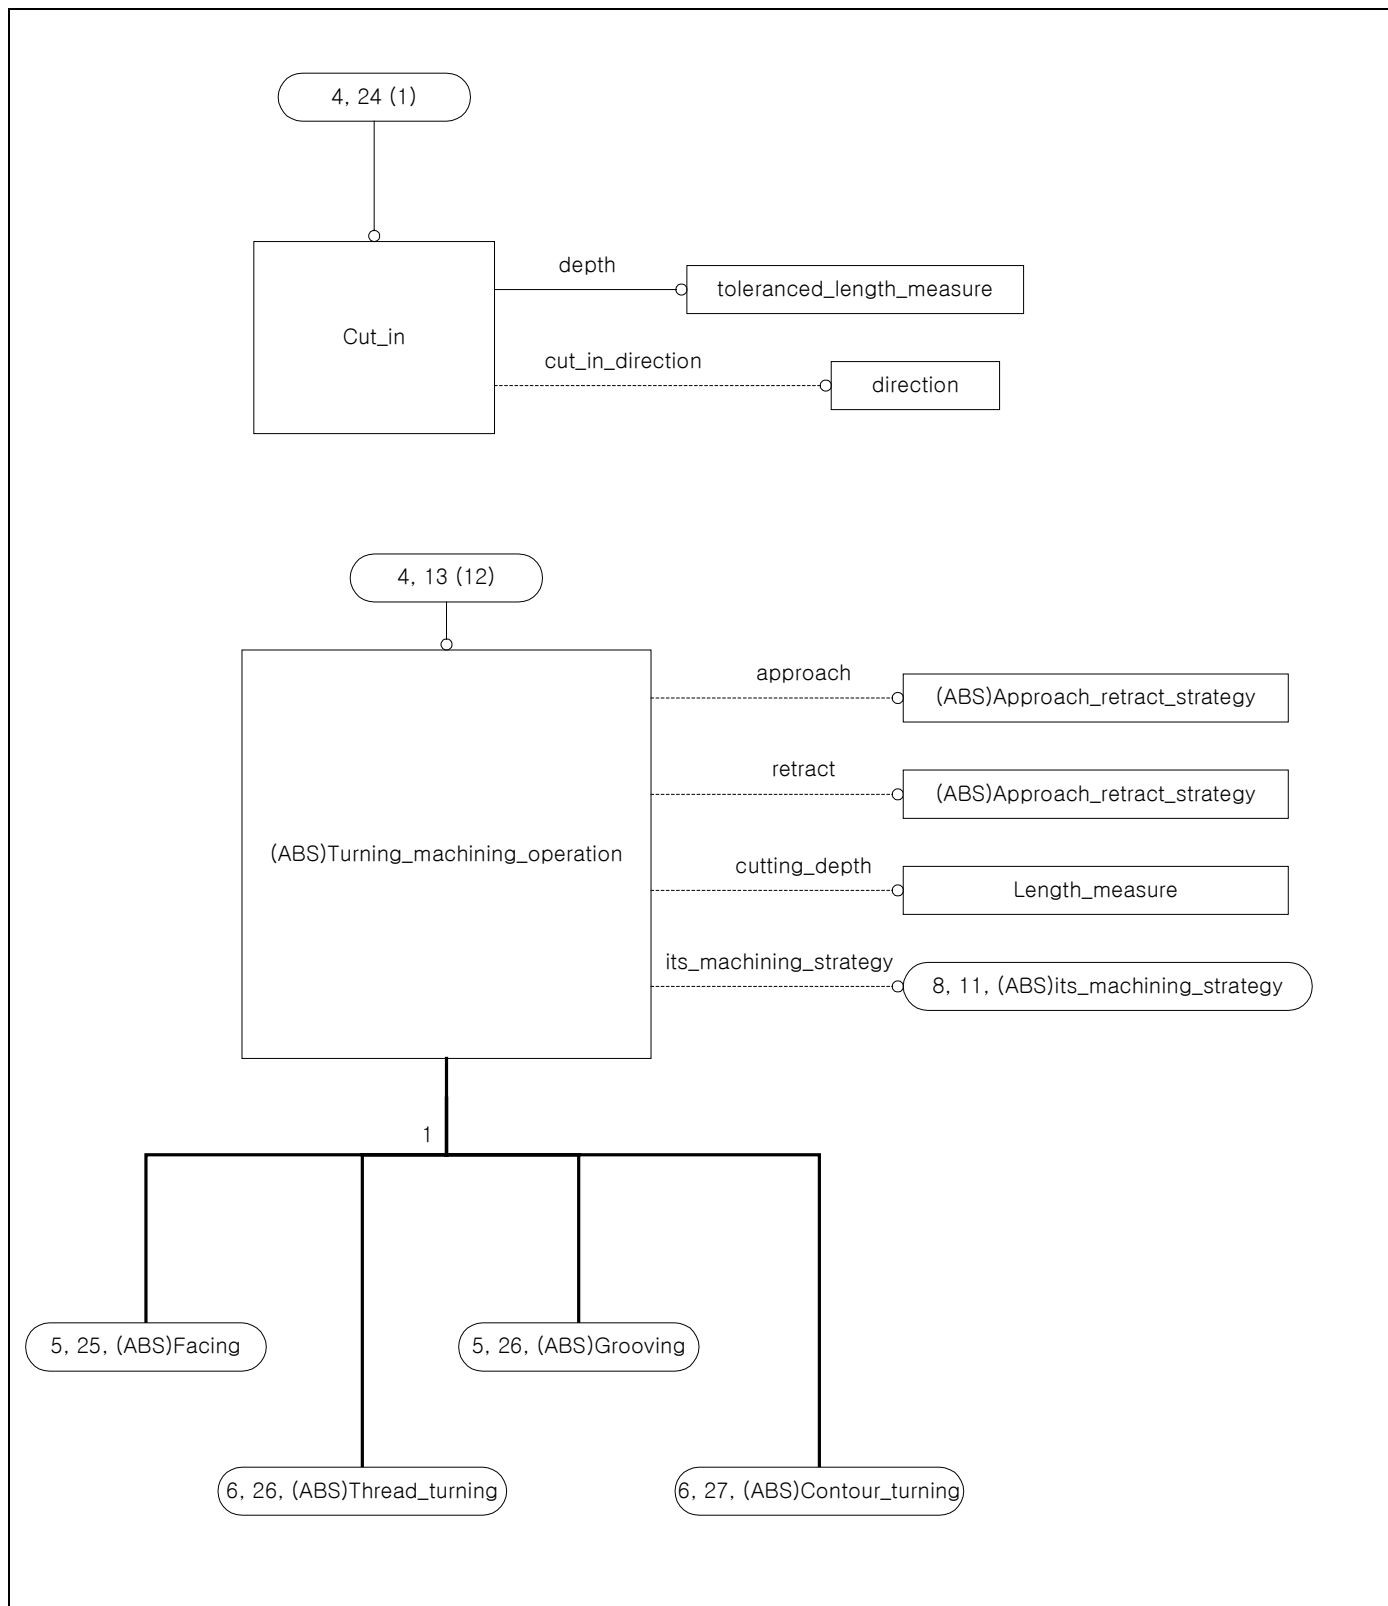 4, 24 (1)
depth
toleranced_length_measure
Cut_in
cut_in_direction
direction
4, 13 (12)
approach
(ABS)Approach_retract_strategy
retract
(ABS)Approach_retract_strategy
(ABS)Turning_machining_operation
cutting_depth
Length_measure
its_machining_strategy
8, 11, (ABS)its_machining_strategy
1
5, 25, (ABS)Facing
5, 26, (ABS)Grooving
6, 26, (ABS)Thread_turning
6, 27, (ABS)Contour_turning